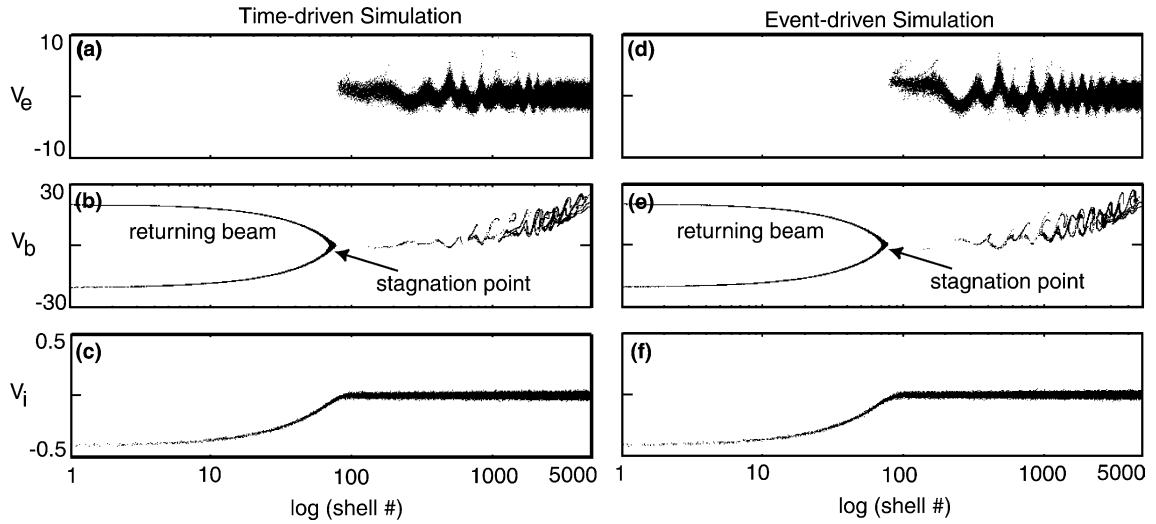 Time-driven Simulation
Event-driven Simulation
10
(a)
(d)
Ve
-10
30
(b)
(e)
returning beam
returning beam
Vb
stagnation point
stagnation point
-30
0.5
(c)
(f)
Vi
-0.5
1 10 100 1000 5000
1 10 100 1000 5000
log (shell #)
log (shell #)